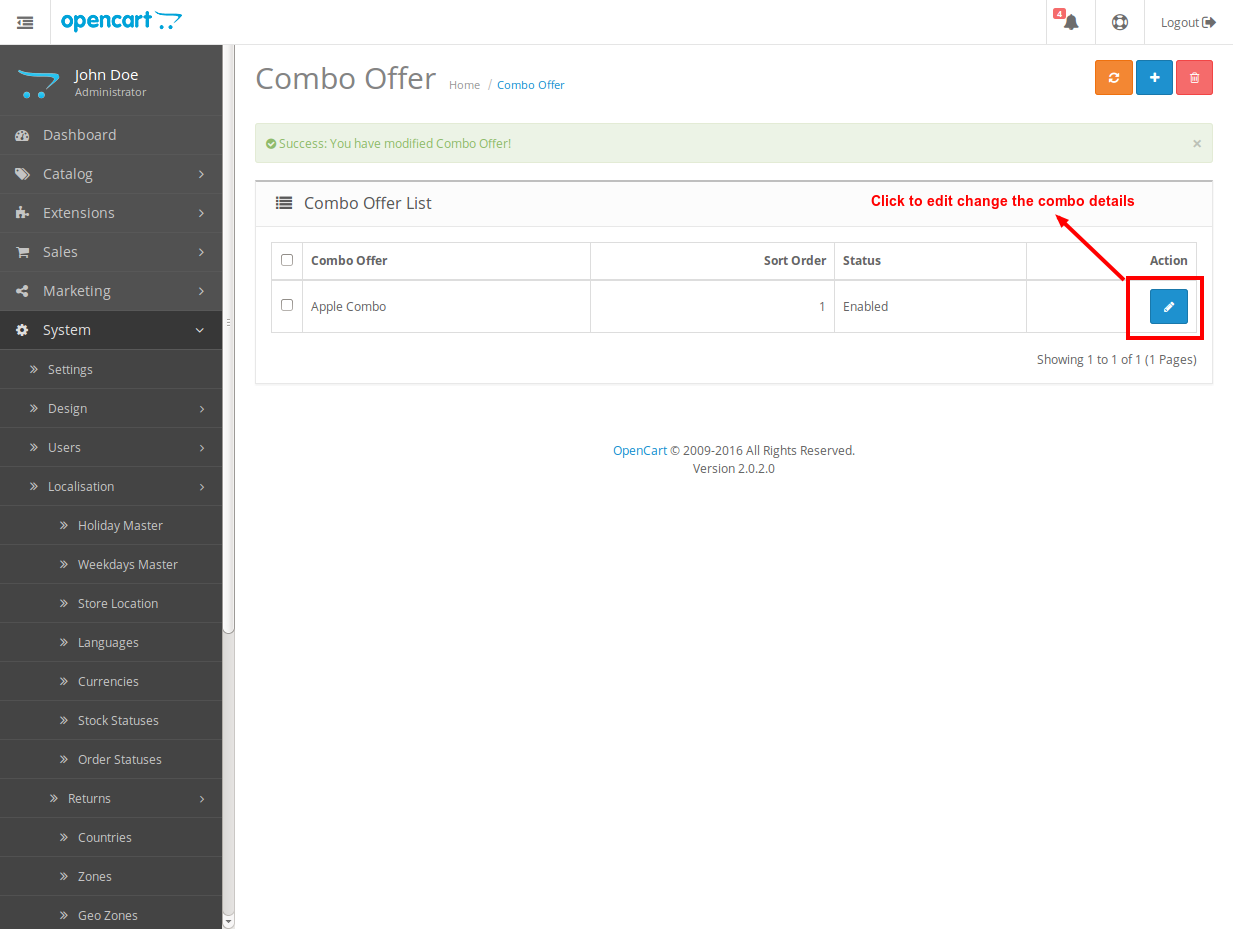 opencart
4
Logout
John Doe
Administrator
Dashboard
Catalog
Extensions
Sales
Marketing
System
Settings
Design
Users
Localisation
Holiday Master
Weekdays Master
Store Location
Languages
Currencies
Stock Statuses
Order Statuses
Returns
Countries
Zones
Geo Zones
Combo Offer Home / Combo Offer
Success: You have modified Combo Offer! ×
Combo Offer List
Click to edit change the combo details
Combo Offer Sort Order Status Action
Apple Combo 1 Enabled
Showing 1 to 1 of 1 (1 Pages)
OpenCart © 2009-2016 All Rights Reserved.
Version 2.0.2.0